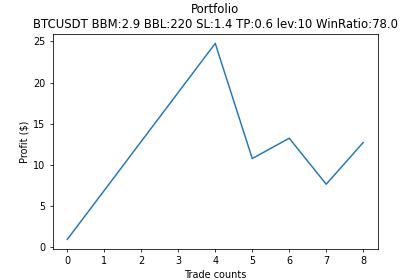 Portfolio
BTCUSDT BBM:2.9 BBL:220 SL:1.4 TP:0.6 lev:10 WinRatio:78.0
25
20
15
10
5
0
Profit ($)
0 1 2 3 4 5 6 7 8
Trade counts